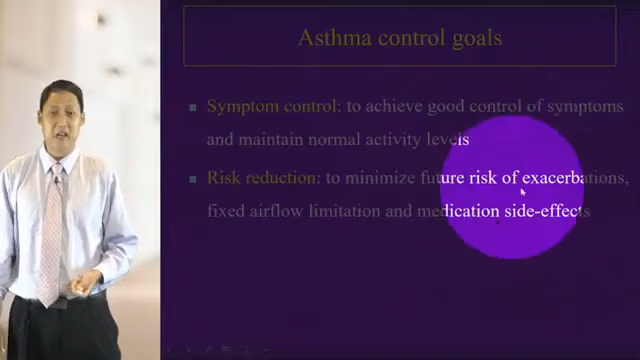 Asthma control goals
Symptom control: to achieve good control of symptoms
and maintain normal activity levels
Risk reduction: to minimize future risk of exacerbations,
fixed airflow limitation and medication side-effects